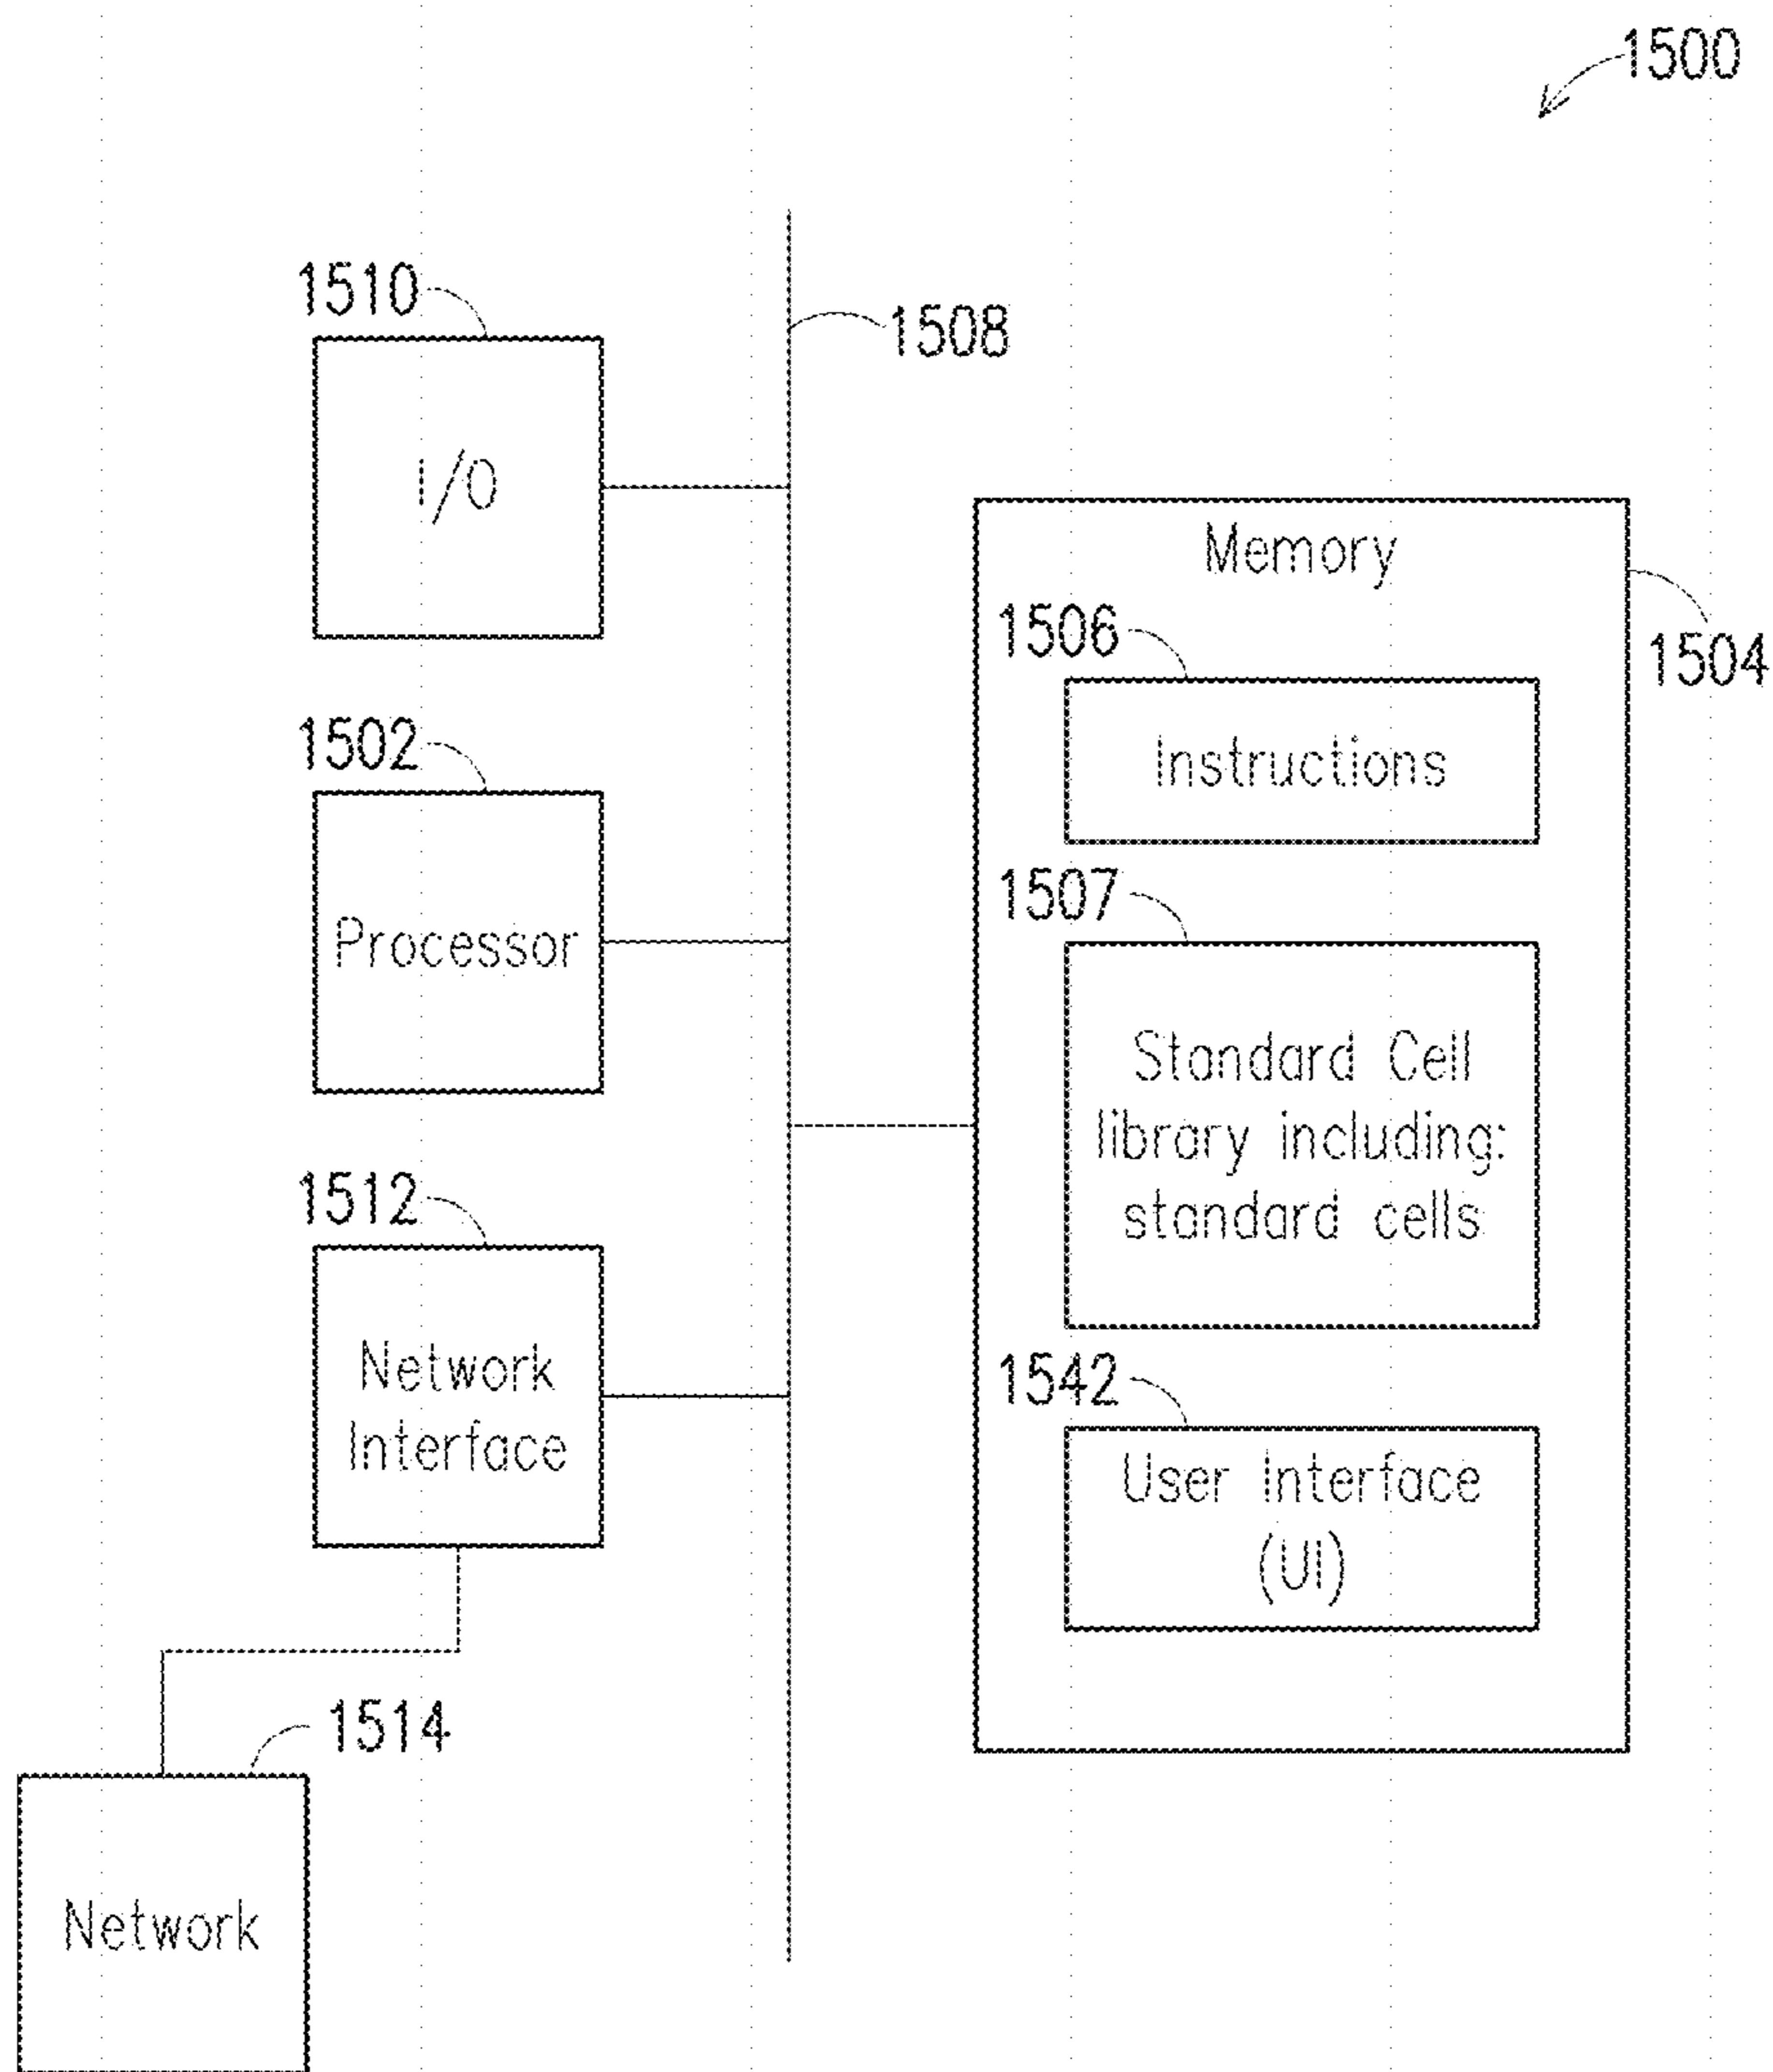 1500
1510
1508
I/O
Memory
1506
1504
Instructions
1502
Processor
1507
Standard Cell
library including:
standard cells
1512
Network
Interface
1542
User Interface
(UI)
1514
Network